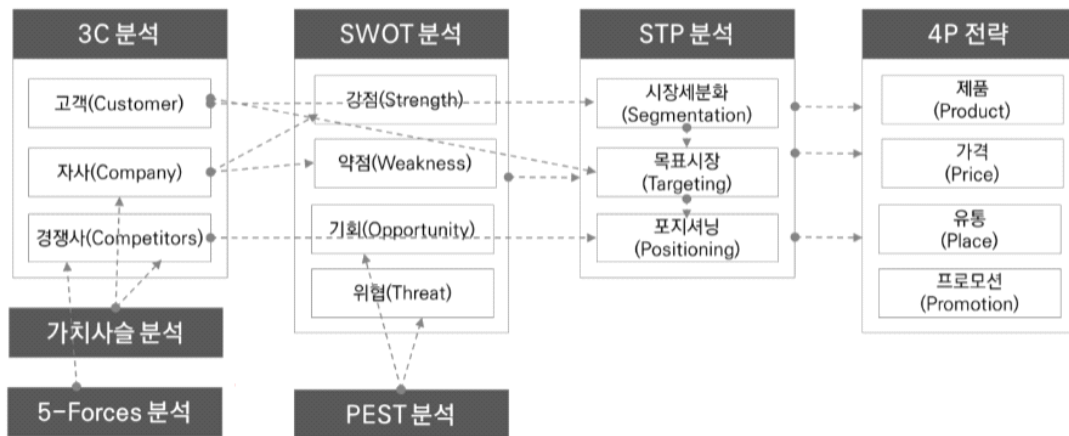 3C 분석
고객(Customer)
자사(Company)
경쟁사(Competitors)
가치사슬 분석
5-Forces 분석
SWOT 분석
강점(Strength)
약점(Weakness)
기회(Opportunity)
위협(Threat)
PEST 분석
STP 분석
시장세분화
(Segmentation)
목표시장
(Targeting)
포지셔닝
(Positioning)
4P 전략
제품
(Product)
가격
(Price)
유통
(Place)
프로모션
(Promotion)